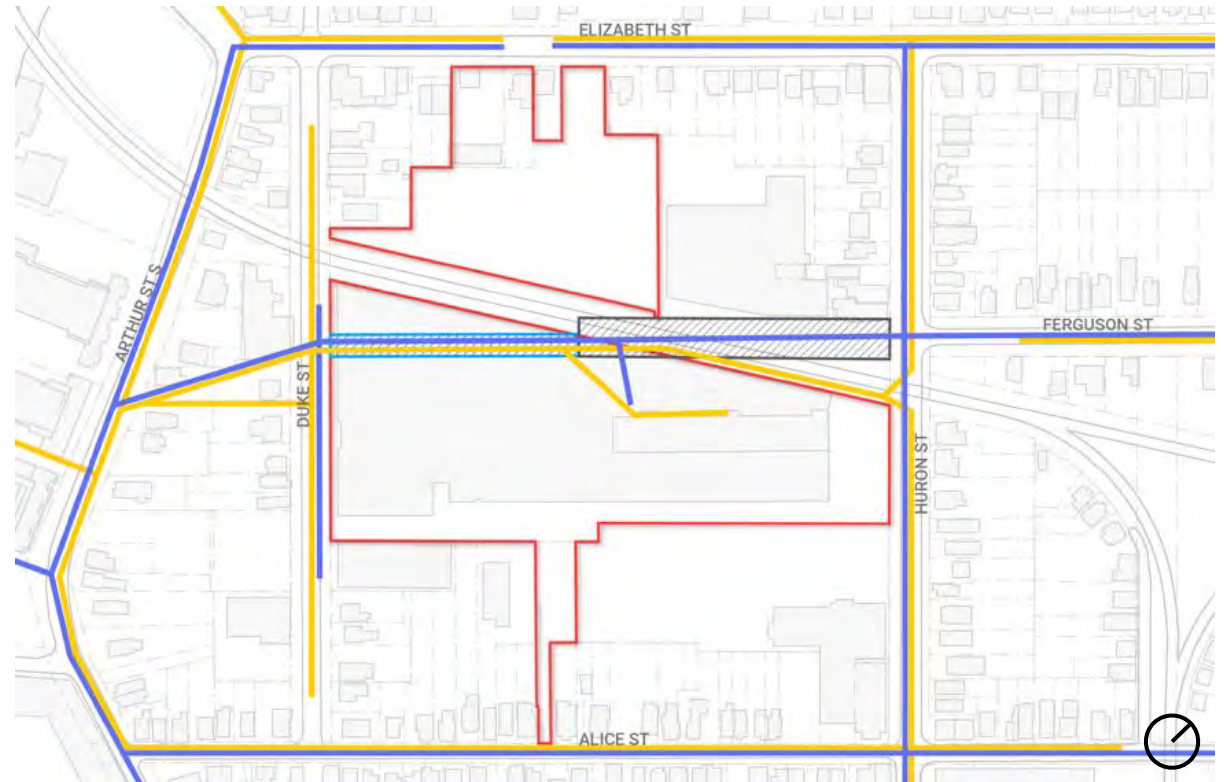 ELIZABETH ST
ARTHUR ST S
FERGUSON ST
DUKE ST
HURON ST
ALICE ST